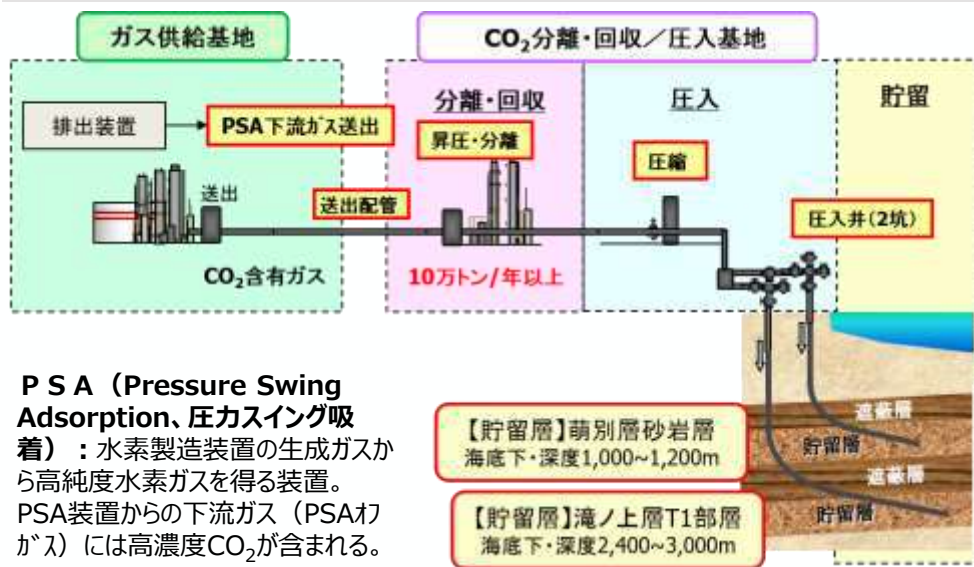 ガス供給基地
CO₂分離・回収／圧入基地
分離・回収
圧入
貯留
排出装置
PSA下流ｶﾞｽ送出
昇圧・分離
圧縮
送出
送出配管
圧入井(2坑)
CO₂含有ガス
10万トン/年以上
ＰＳＡ（Pressure Swing
Adsorption、圧力スイング吸
着）：水素製造装置の生成ガスか
ら高純度水素ガスを得る装置。
PSA装置からの下流ガス（PSAｵﾌ
ｶﾞｽ）には高濃度CO₂が含まれる。
【貯留層】萌別層砂岩層
海底下・深度1,000~1,200m
【貯留層】滝ノ上層T1部層
海底下・深度2,400~3,000m
遮蔽層
貯留層
遮蔽層
貯留層